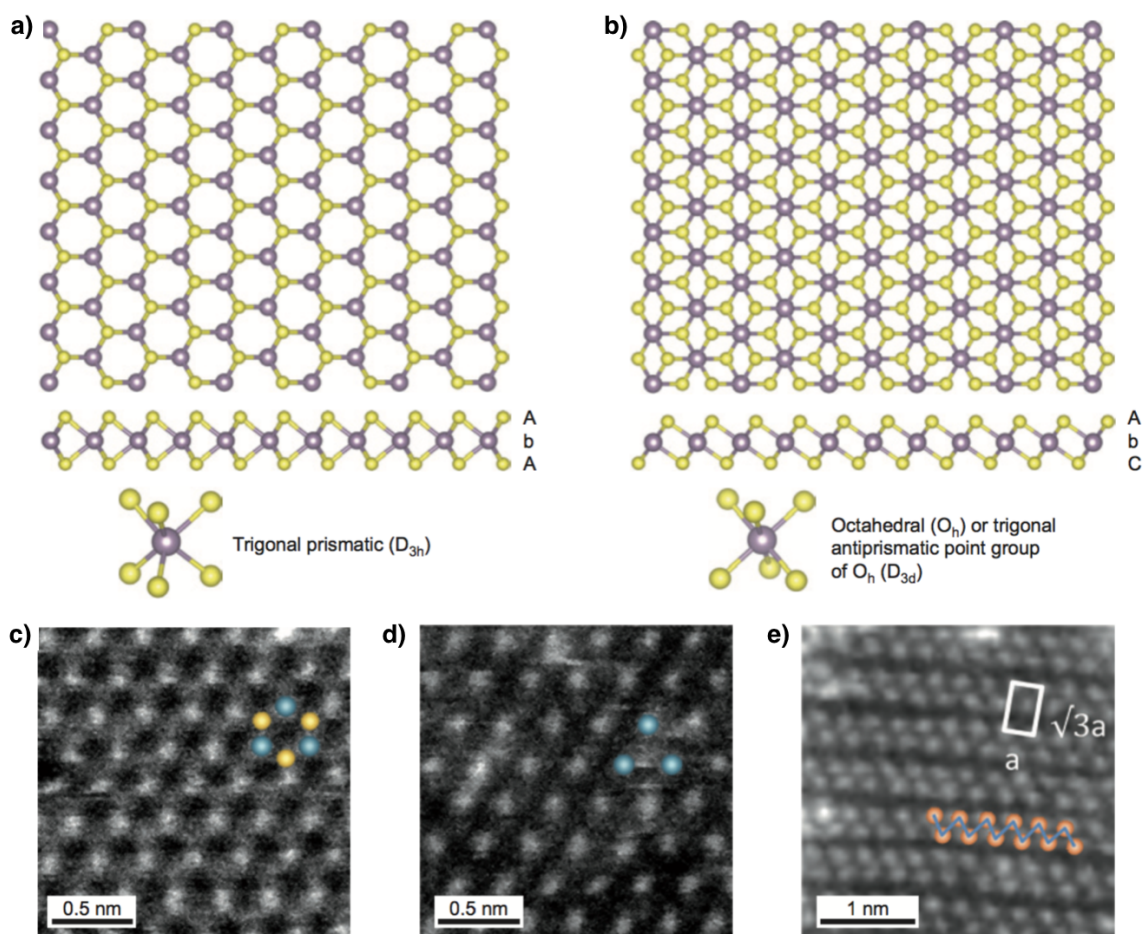 a)
b)
A
b
A
A
b
C
Trigonal prismatic (D3h)
Octahedral (Oh) or trigonal
antiprismatic point group
of Oh (D3d)
c)
d)
e)
√3a
a
0.5 nm
0.5 nm
1 nm